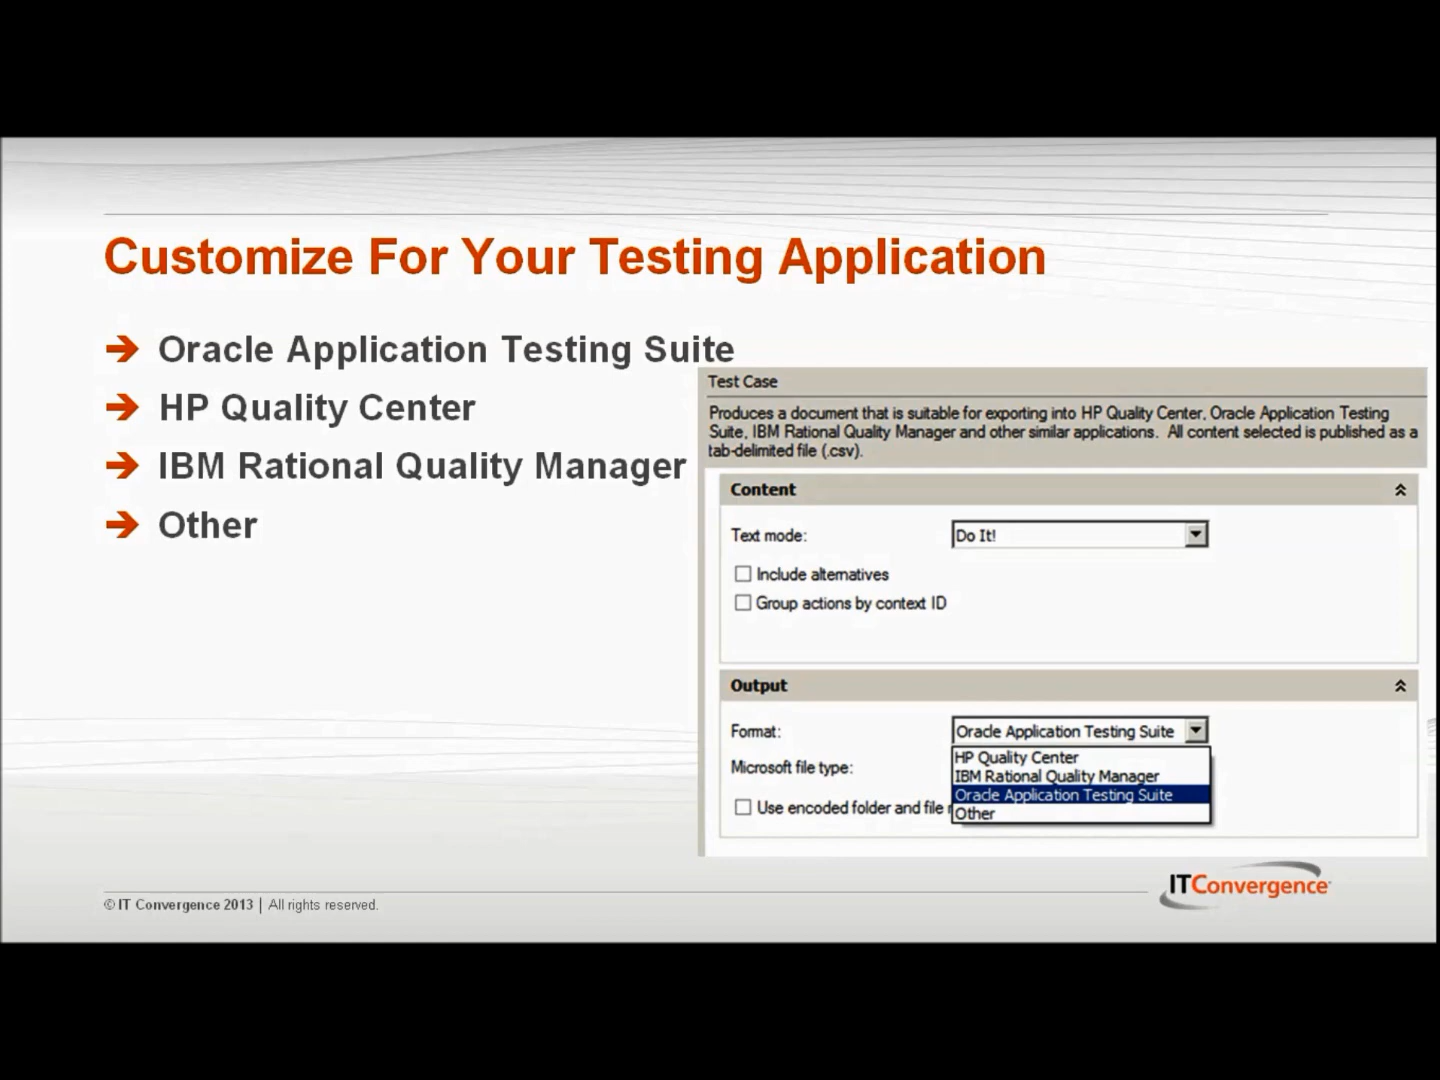 Customize For Your Testing Application
Oracle Application Testing Suite
HP Quality Center
IBM Rational Quality Manager
Other
Test Case
Produces a document that is suitable for exporting into HP Quality Center, Oracle Application Testing
Suite, IBM Rational Quality Manager and other similar applications. All content selected is published as a
tab-delimited file (.csv).
Content
Text mode:
Do It!
Include alternatives
Group actions by context ID
Output
Format:
Oracle Application Testing Suite
HP Quality Center
IBM Rational Quality Manager
Oracle Application Testing Suite
Other
Microsoft file type:
Use encoded folder and file
© IT Convergence 2013 | All rights reserved.
ITConvergence